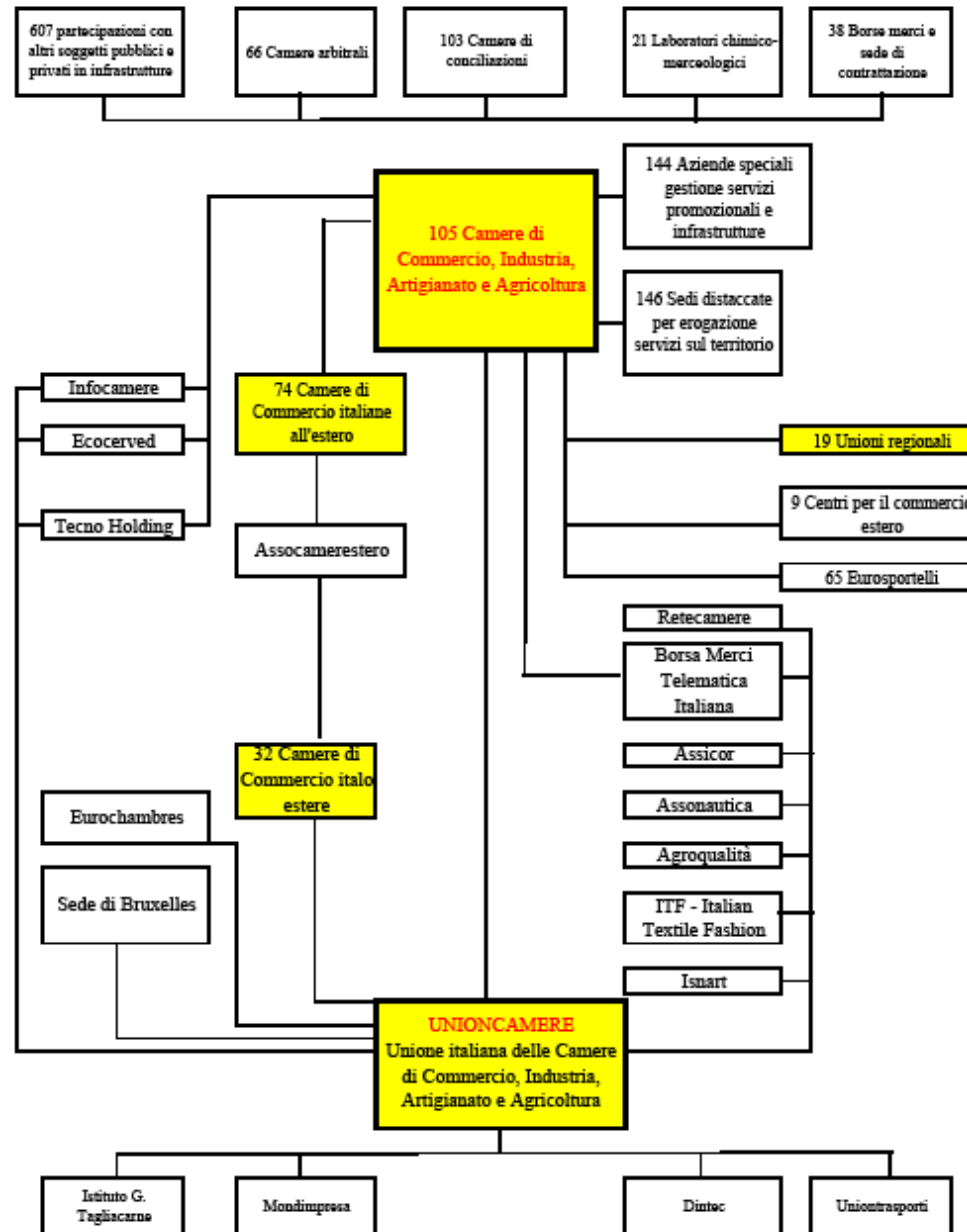 607 partecipazioni con
altri soggetti pubblici e
privati in infrastrutture
66 Camere arbitrali
103 Camere di
conciliazioni
21 Laboratori chimico-
merceologici
38 Borse merci e
sede di
contrattazione
144 Aziende speciali
gestione servizi
promozionali e
infrastrutture
105 Camere di
Commercio, Industria,
Artigianato e Agricoltura
146 Sedi distaccate
per erogazione
servizi sul territorio
Infocamere
74 Camere di
Commercio italiane
all'estero
Ecocerved
19 Unioni regionali
Tecno Holding
9 Centri per il commercio
estero
Assocamerestero
65 Eurosportelli
Retecamere
Borsa Merci
Telematica
Italiana
32 Camere di
Commercio italo
estere
Assicor
Eurochambres
Assonautica
Agroqualità
Sede di Bruxelles
ITF - Italian
Textile Fashion
Isnart
UNIONCAMERE
Unione italiana delle Camere
di Commercio, Industria,
Artigianato e Agricoltura
Istituto G.
Tagliacarne
Mondimpresa
Dintec
Uniontrasporti